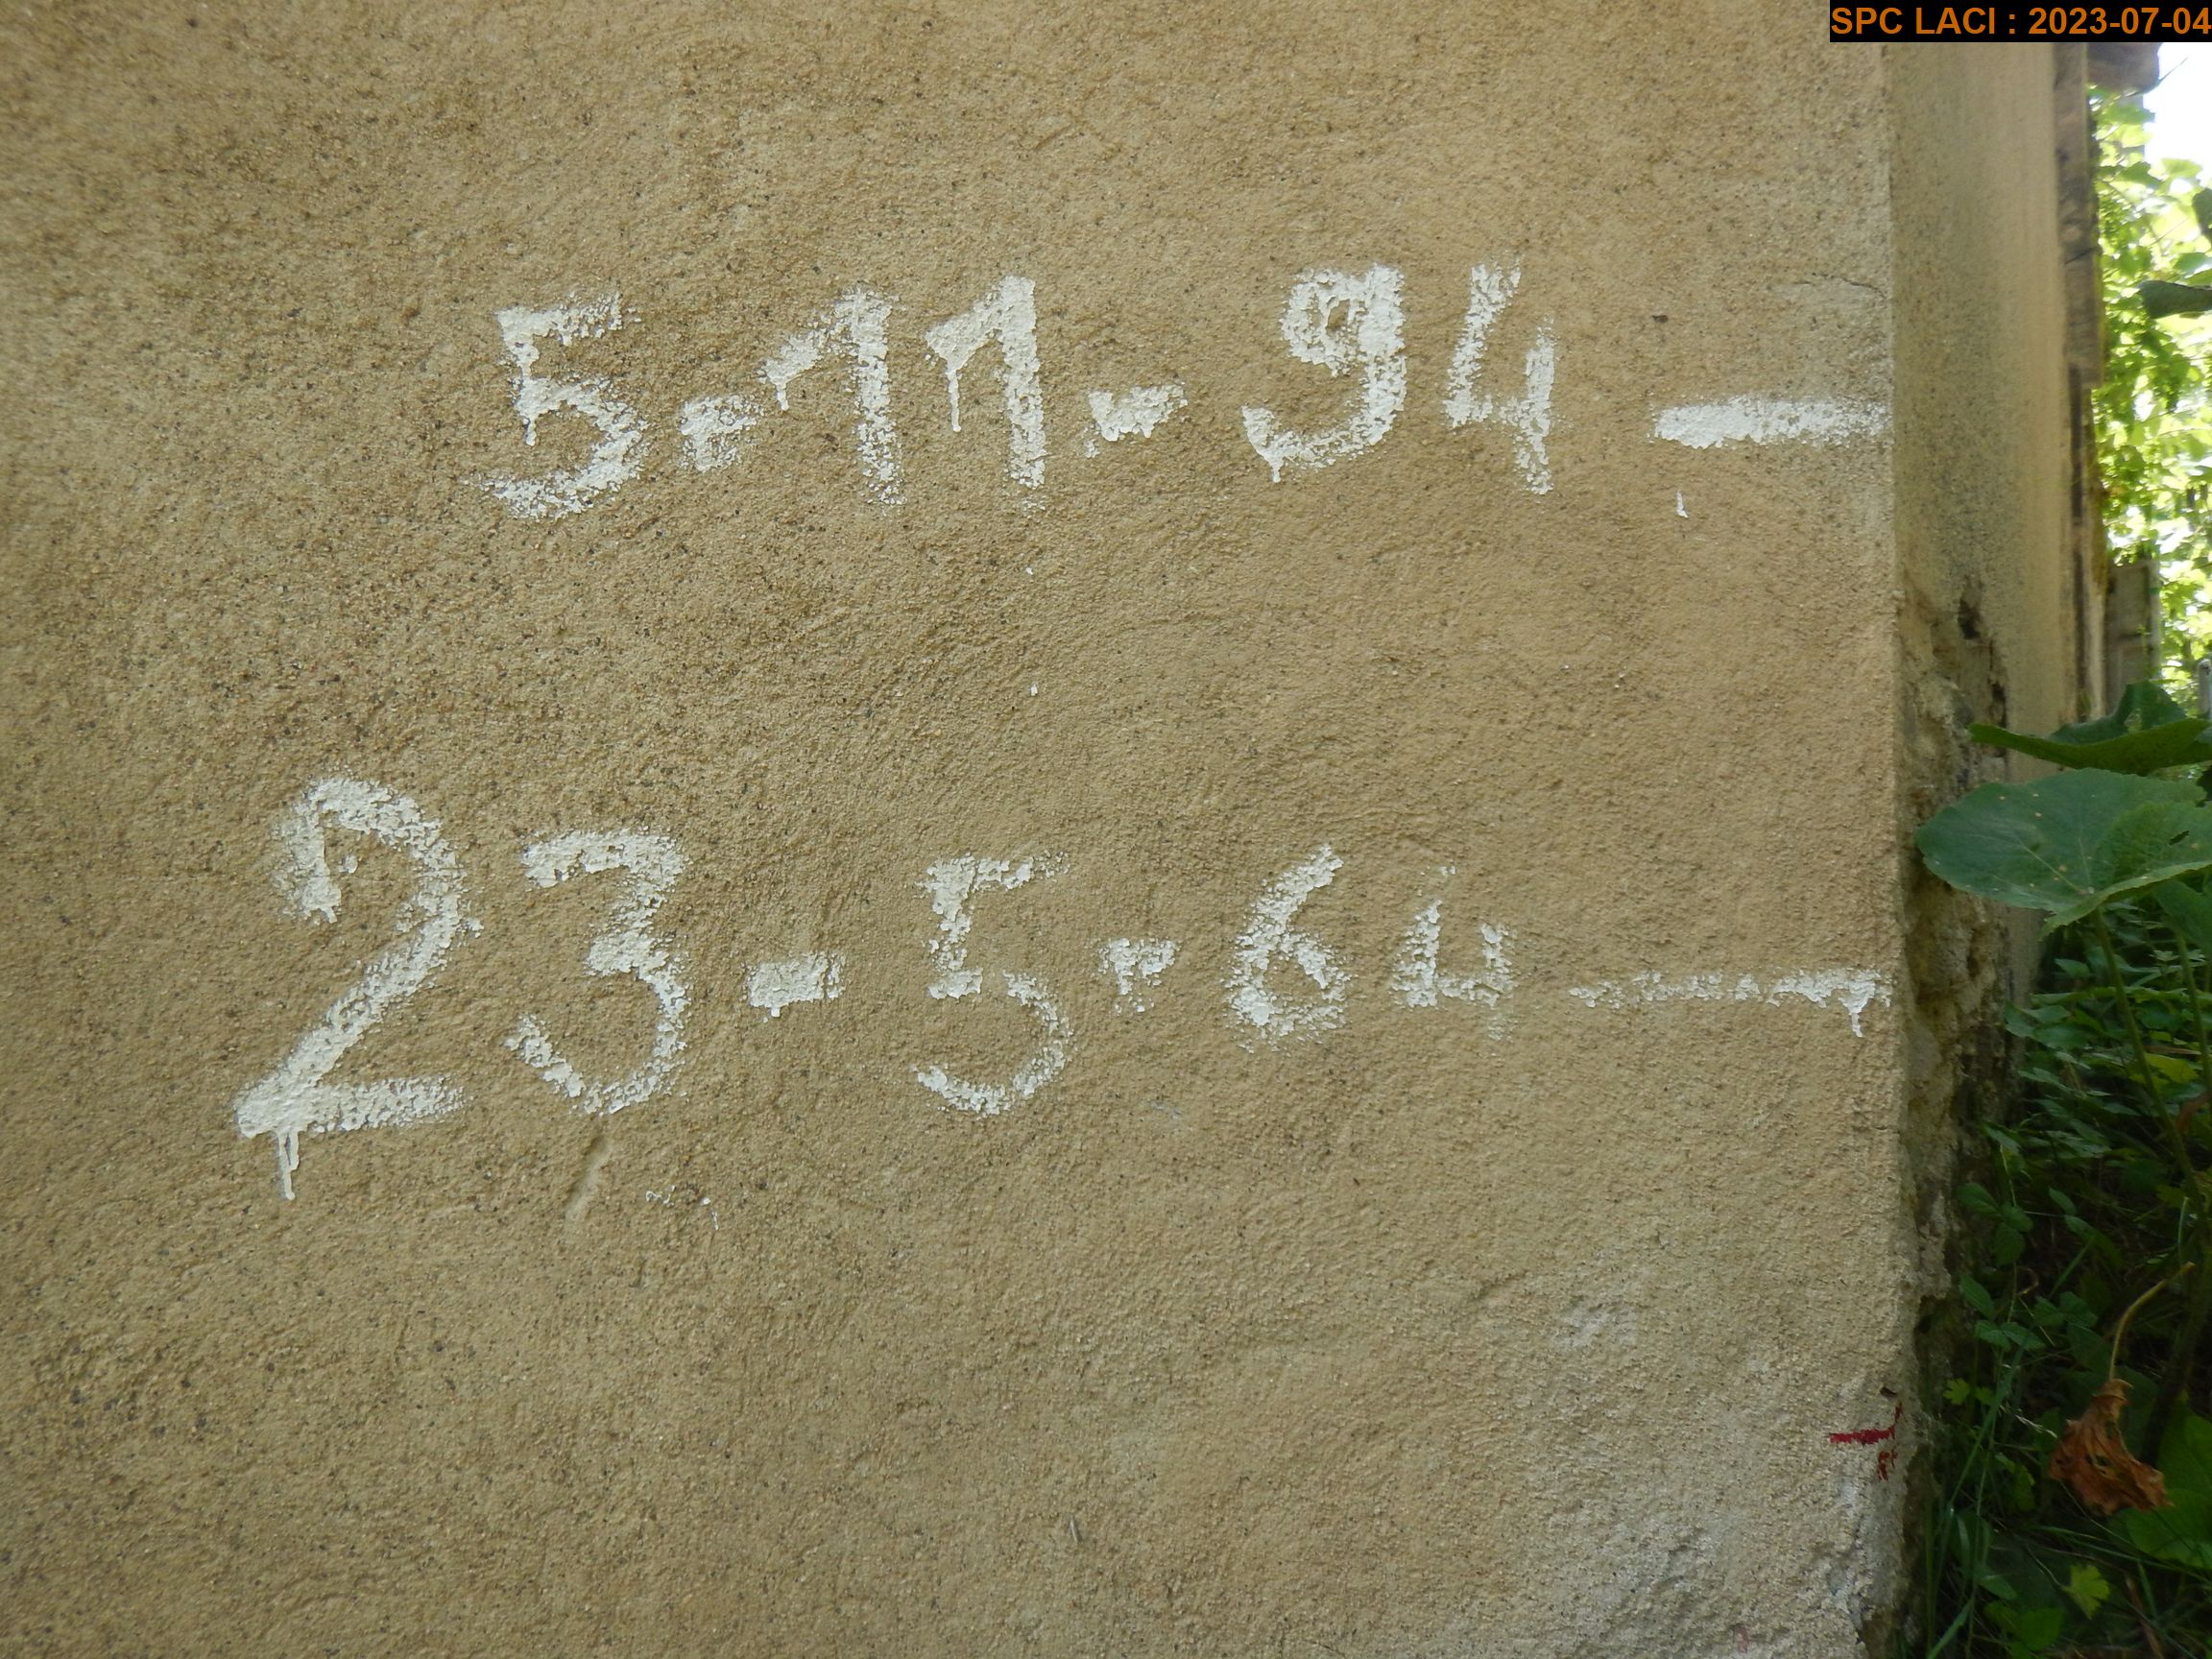 SPC LACI : 2023-07-04
5-11-94 —
23-5-64 —